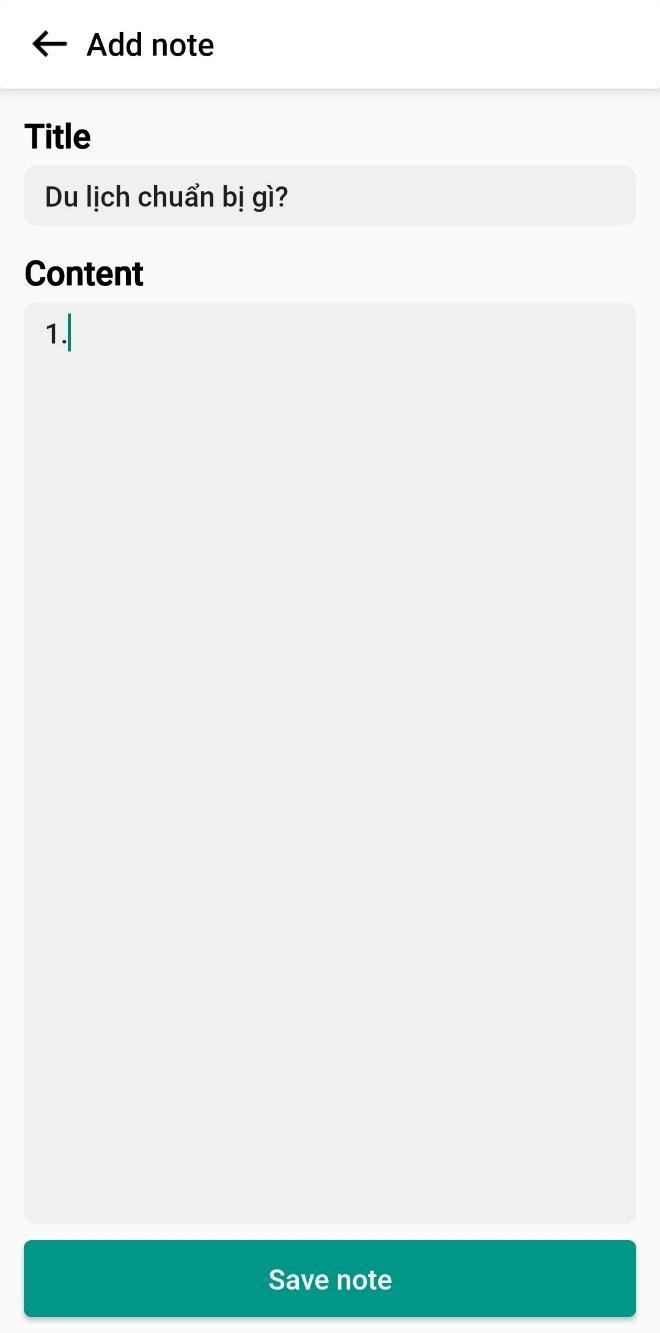 Add note
Title
Du lịch chuẩn bị gì?
Content
1.
Save note